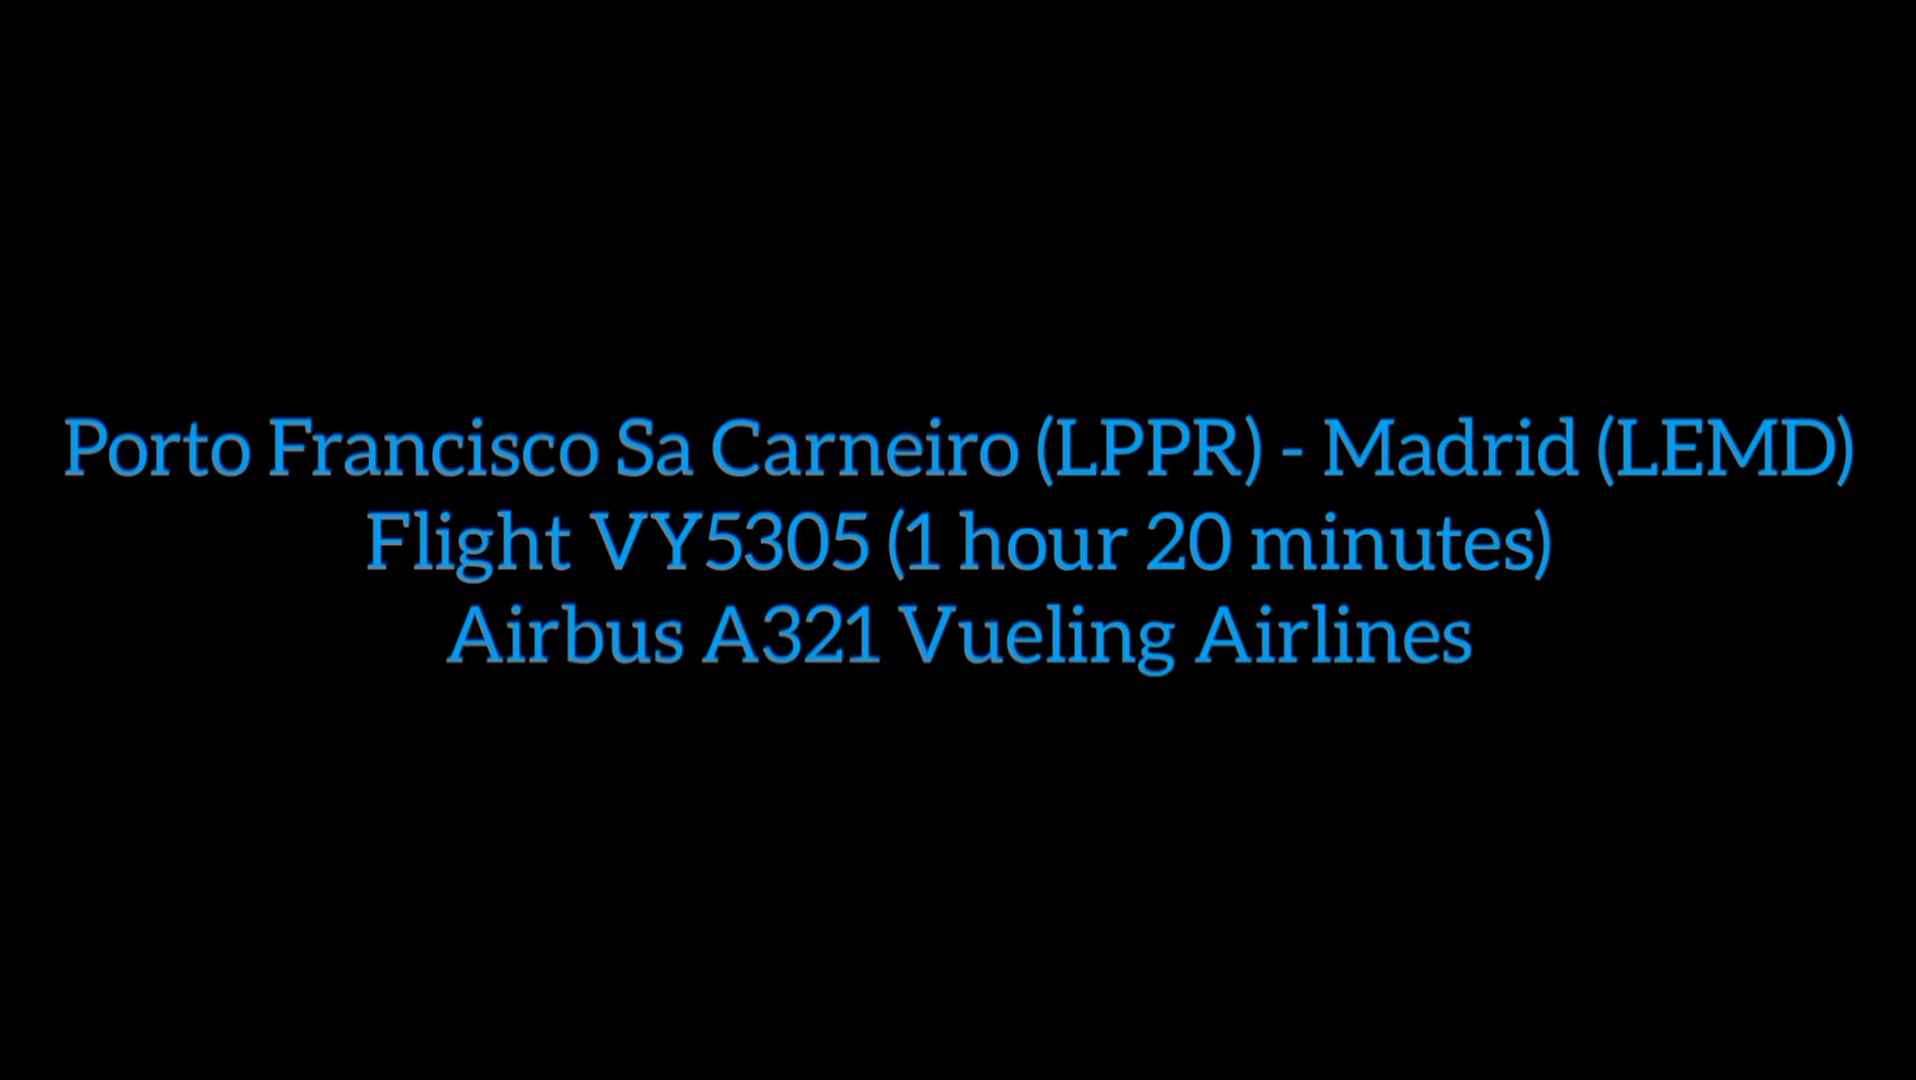 Porto Francisco Sa Carneiro (LPPR) - Madrid (LEMD)
Flight VY5305 (1 hour 20 minutes)
Airbus A321 Vueling Airlines